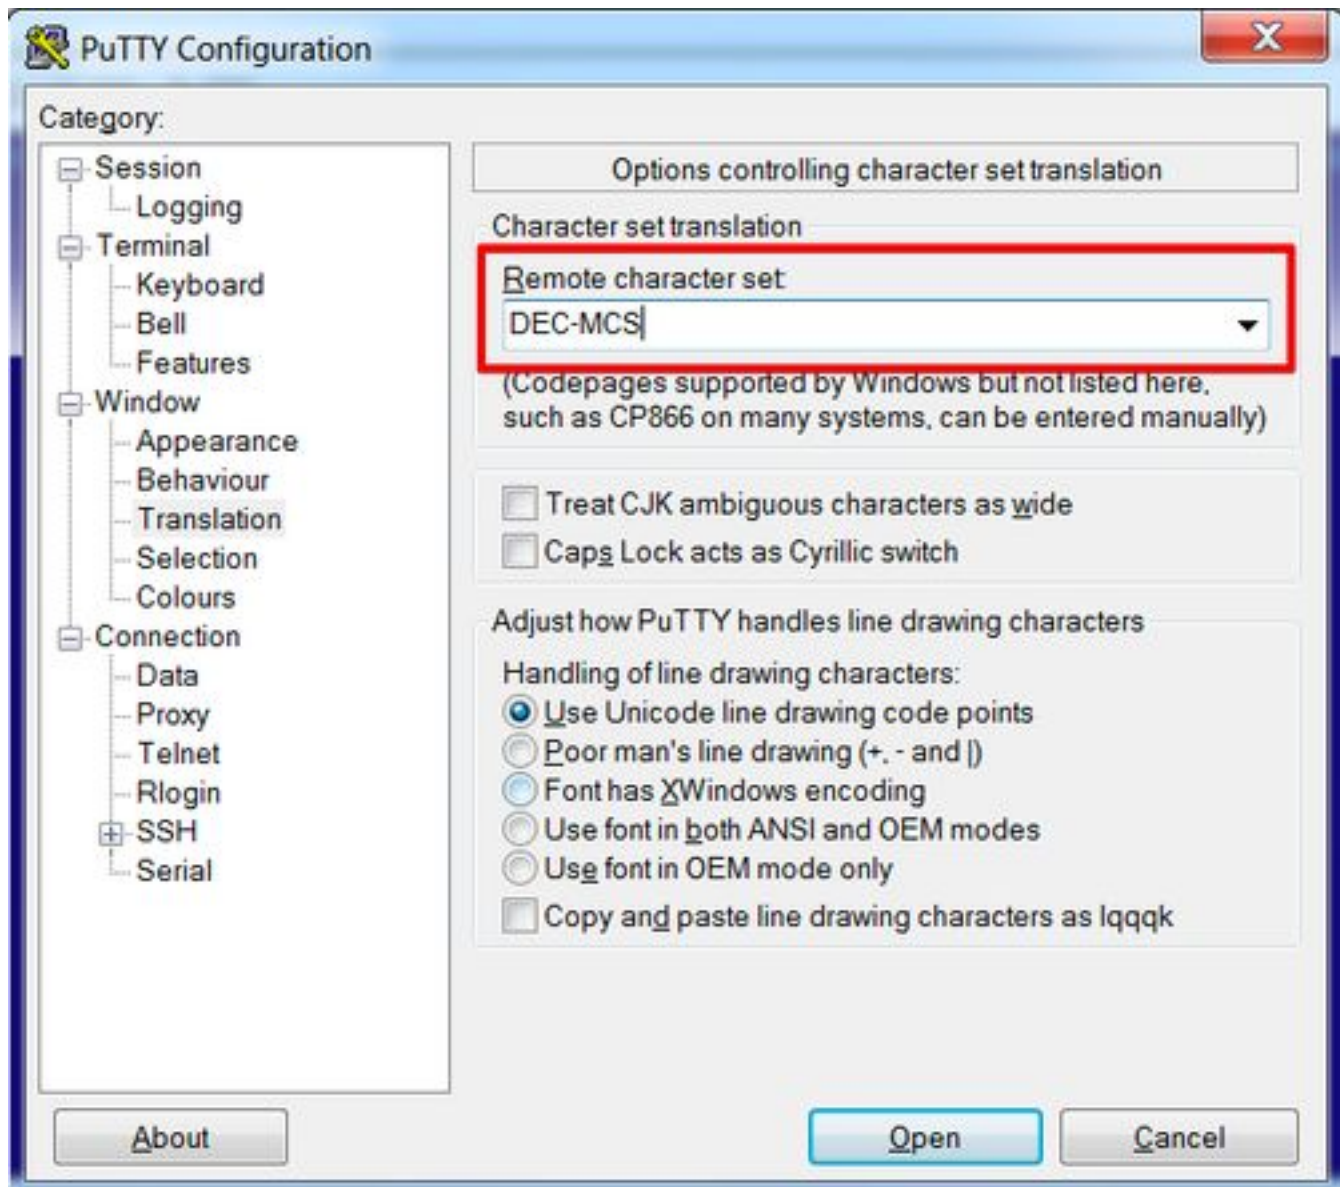 PuTTY Configuration
X
Category:
Session
Logging
Terminal
Keyboard
Bell
Features
Window
Appearance
Behaviour
Translation
Selection
Colours
Connection
Data
Proxy
Telnet
Rlogin
SSH
Serial
Options controlling character set translation
Character set translation
Remote character set:
DEC-MCS
(Codepages supported by Windows but not listed here,
such as CP866 on many systems, can be entered manually)
Treat CJK ambiguous characters as wide
Caps Lock acts as Cyrillic switch
Adjust how PuTTY handles line drawing characters
Handling of line drawing characters:
Use Unicode line drawing code points
Poor man's line drawing (+, - and |)
Font has XWindows encoding
Use font in both ANSI and OEM modes
Use font in OEM mode only
Copy and paste line drawing characters as lqqqk
About
Open
Cancel